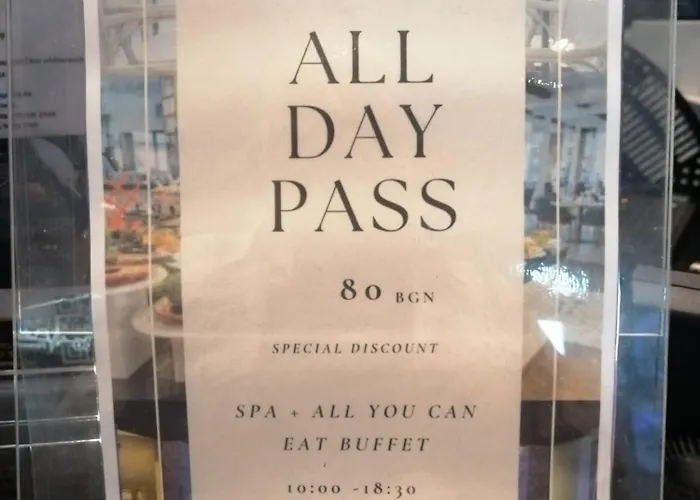 ALL
DAY
PASS
80 BGN
SPECIAL DISCOUNT
SPA + ALL YOU CAN
EAT BUFFET
10:00 -18:30